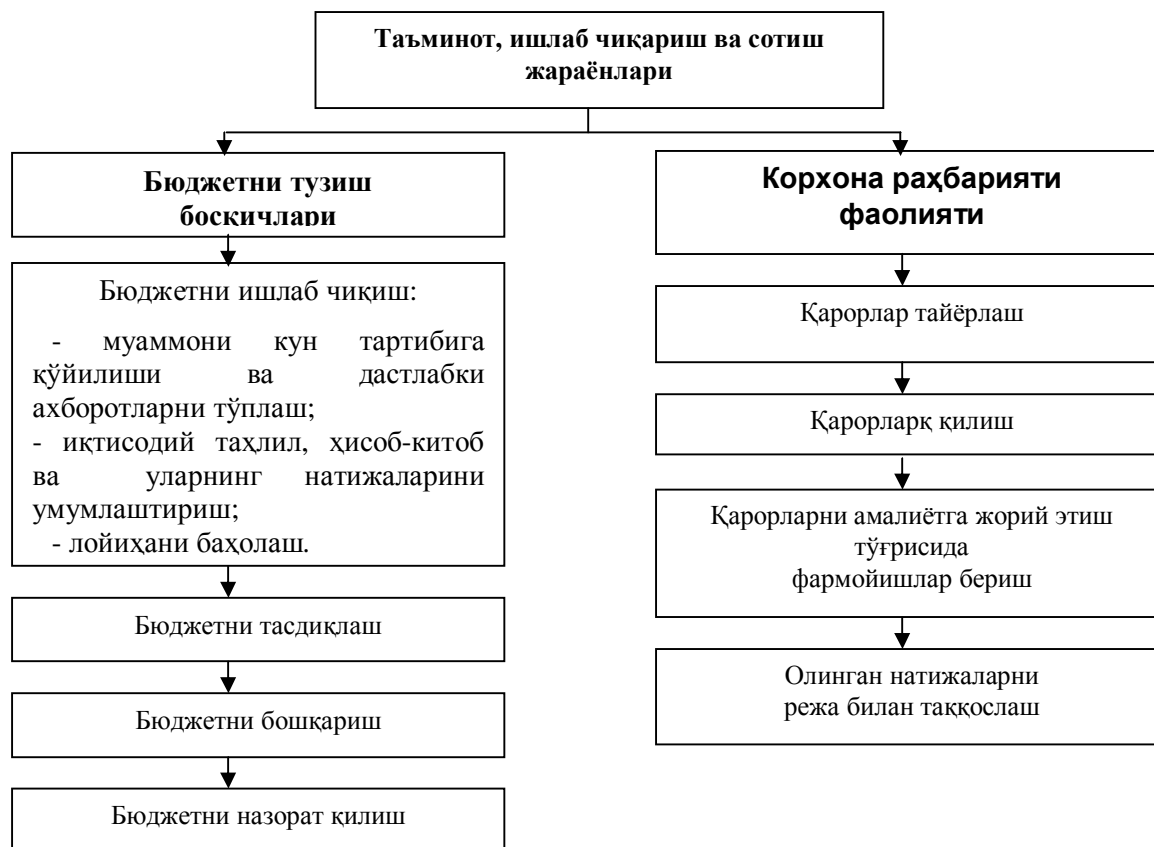 Таъминот, ишлаб чиқариш ва сотиш
жараёнлари
Бюджетни тузиш
босқичлари
Бюджетни ишлаб чиқиш:
- муаммони кун тартибига
қўйилиши ва дастлабки
ахборотларни тўплаш;
- иқтисодий таҳлил, ҳисоб-китоб
ва уларнинг натижаларини
умумлаштириш;
- лойиҳани баҳолаш.
Бюджетни тасдиқлаш
Бюджетни бошқариш
Бюджетни назорат қилиш
Корхона раҳбарияти
фаолияти
Қарорлар тайёрлаш
Қарорларқ қилиш
Қарорларни амалиётга жорий этиш
тўғрисида
фармойишлар бериш
Олинган натижаларни
режа билан таққослаш